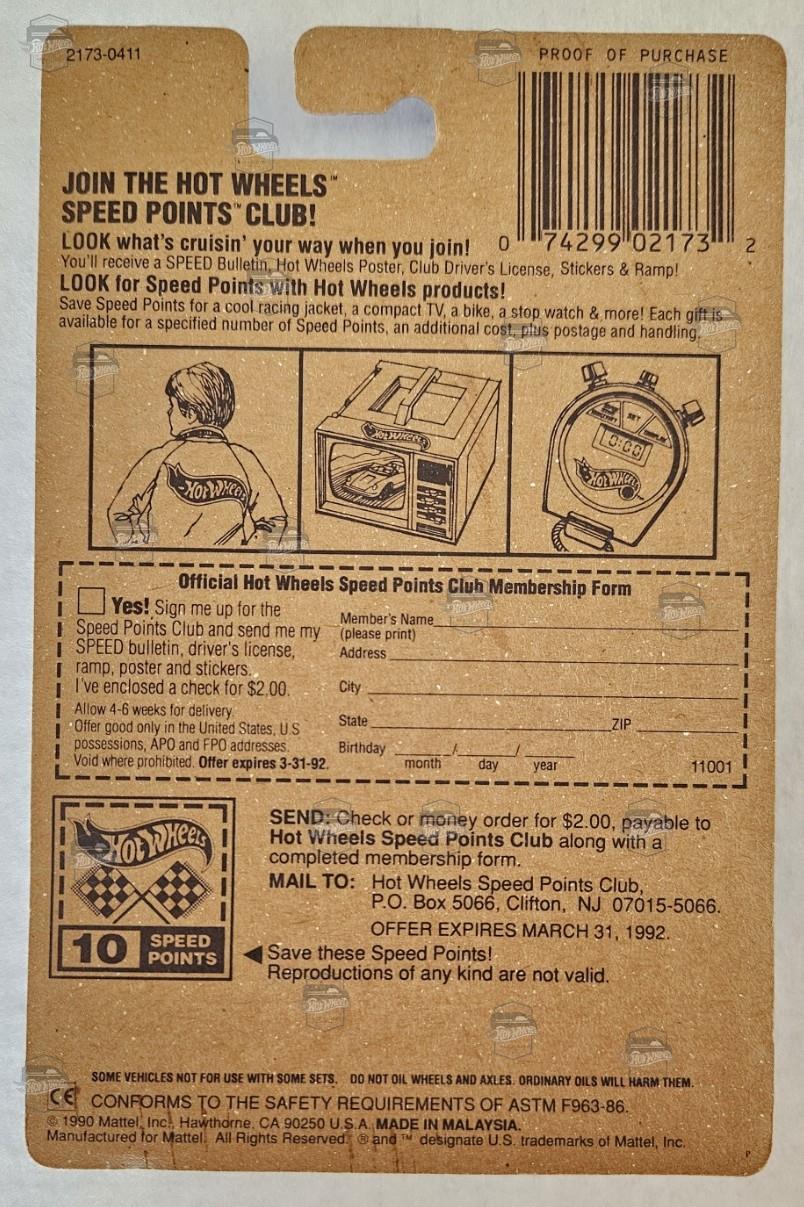 2173-0411
PROOF OF PURCHASE
JOIN THE HOT WHEELS™
SPEED POINTS™ CLUB!
0 74299 02173 2
LOOK what's cruisin' your way when you join!
You'll receive a SPEED Bulletin, Hot Wheels Poster, Club Driver's License, Stickers & Ramp!
LOOK for Speed Points with Hot Wheels products!
Save Speed Points for a cool racing jacket, a compact TV, a bike, a stop watch & more! Each gift is
available for a specified number of Speed Points, an additional cost, plus postage and handling.
Hot Wheels
Hot Wheels
SET
0:00
Hot Wheels
Official Hot Wheels Speed Points Club Membership Form
Yes! Sign me up for the
Speed Points Club and send me my
SPEED bulletin, driver's license,
ramp, poster and stickers.
I've enclosed a check for $2.00.
Allow 4-6 weeks for delivery.
Offer good only in the United States, U.S
possessions, APO and FPO addresses.
Void where prohibited. Offer expires 3-31-92.
Member's Name
(please print)
Address
City
State ZIP
Birthday / /
month day year
11001
Hot Wheels
10 SPEED
POINTS
SEND: Check or money order for $2.00, payable to
Hot Wheels Speed Points Club along with a
completed membership form.
MAIL TO: Hot Wheels Speed Points Club,
P.O. Box 5066, Clifton, NJ 07015-5066.
OFFER EXPIRES MARCH 31, 1992.
◀ Save these Speed Points!
Reproductions of any kind are not valid.
SOME VEHICLES NOT FOR USE WITH SOME SETS. DO NOT OIL WHEELS AND AXLES. ORDINARY OILS WILL HARM THEM.
CE CONFORMS TO THE SAFETY REQUIREMENTS OF ASTM F963-86.
© 1990 Mattel, Inc., Hawthorne, CA 90250 U.S.A. MADE IN MALAYSIA.
Manufactured for Mattel. All Rights Reserved. ® and ™ designate U.S. trademarks of Mattel, Inc.
P